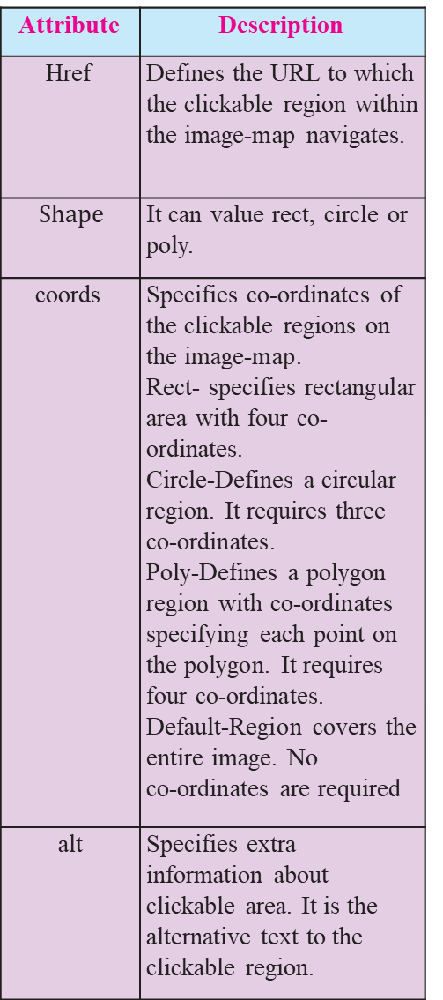 Attribute Description
Href Defines the URL to which
the clickable region within
the image-map navigates.
Shape It can value rect, circle or
poly.
coords Specifies co-ordinates of
the clickable regions on
the image-map.
Rect- specifies rectangular
area with four co-
ordinates.
Circle-Defines a circular
region. It requires three
co-ordinates.
Poly-Defines a polygon
region with co-ordinates
specifying each point on
the polygon. It requires
four co-ordinates.
Default-Region covers the
entire image. No
co-ordinates are required
alt Specifies extra
information about
clickable area. It is the
alternative text to the
clickable region.